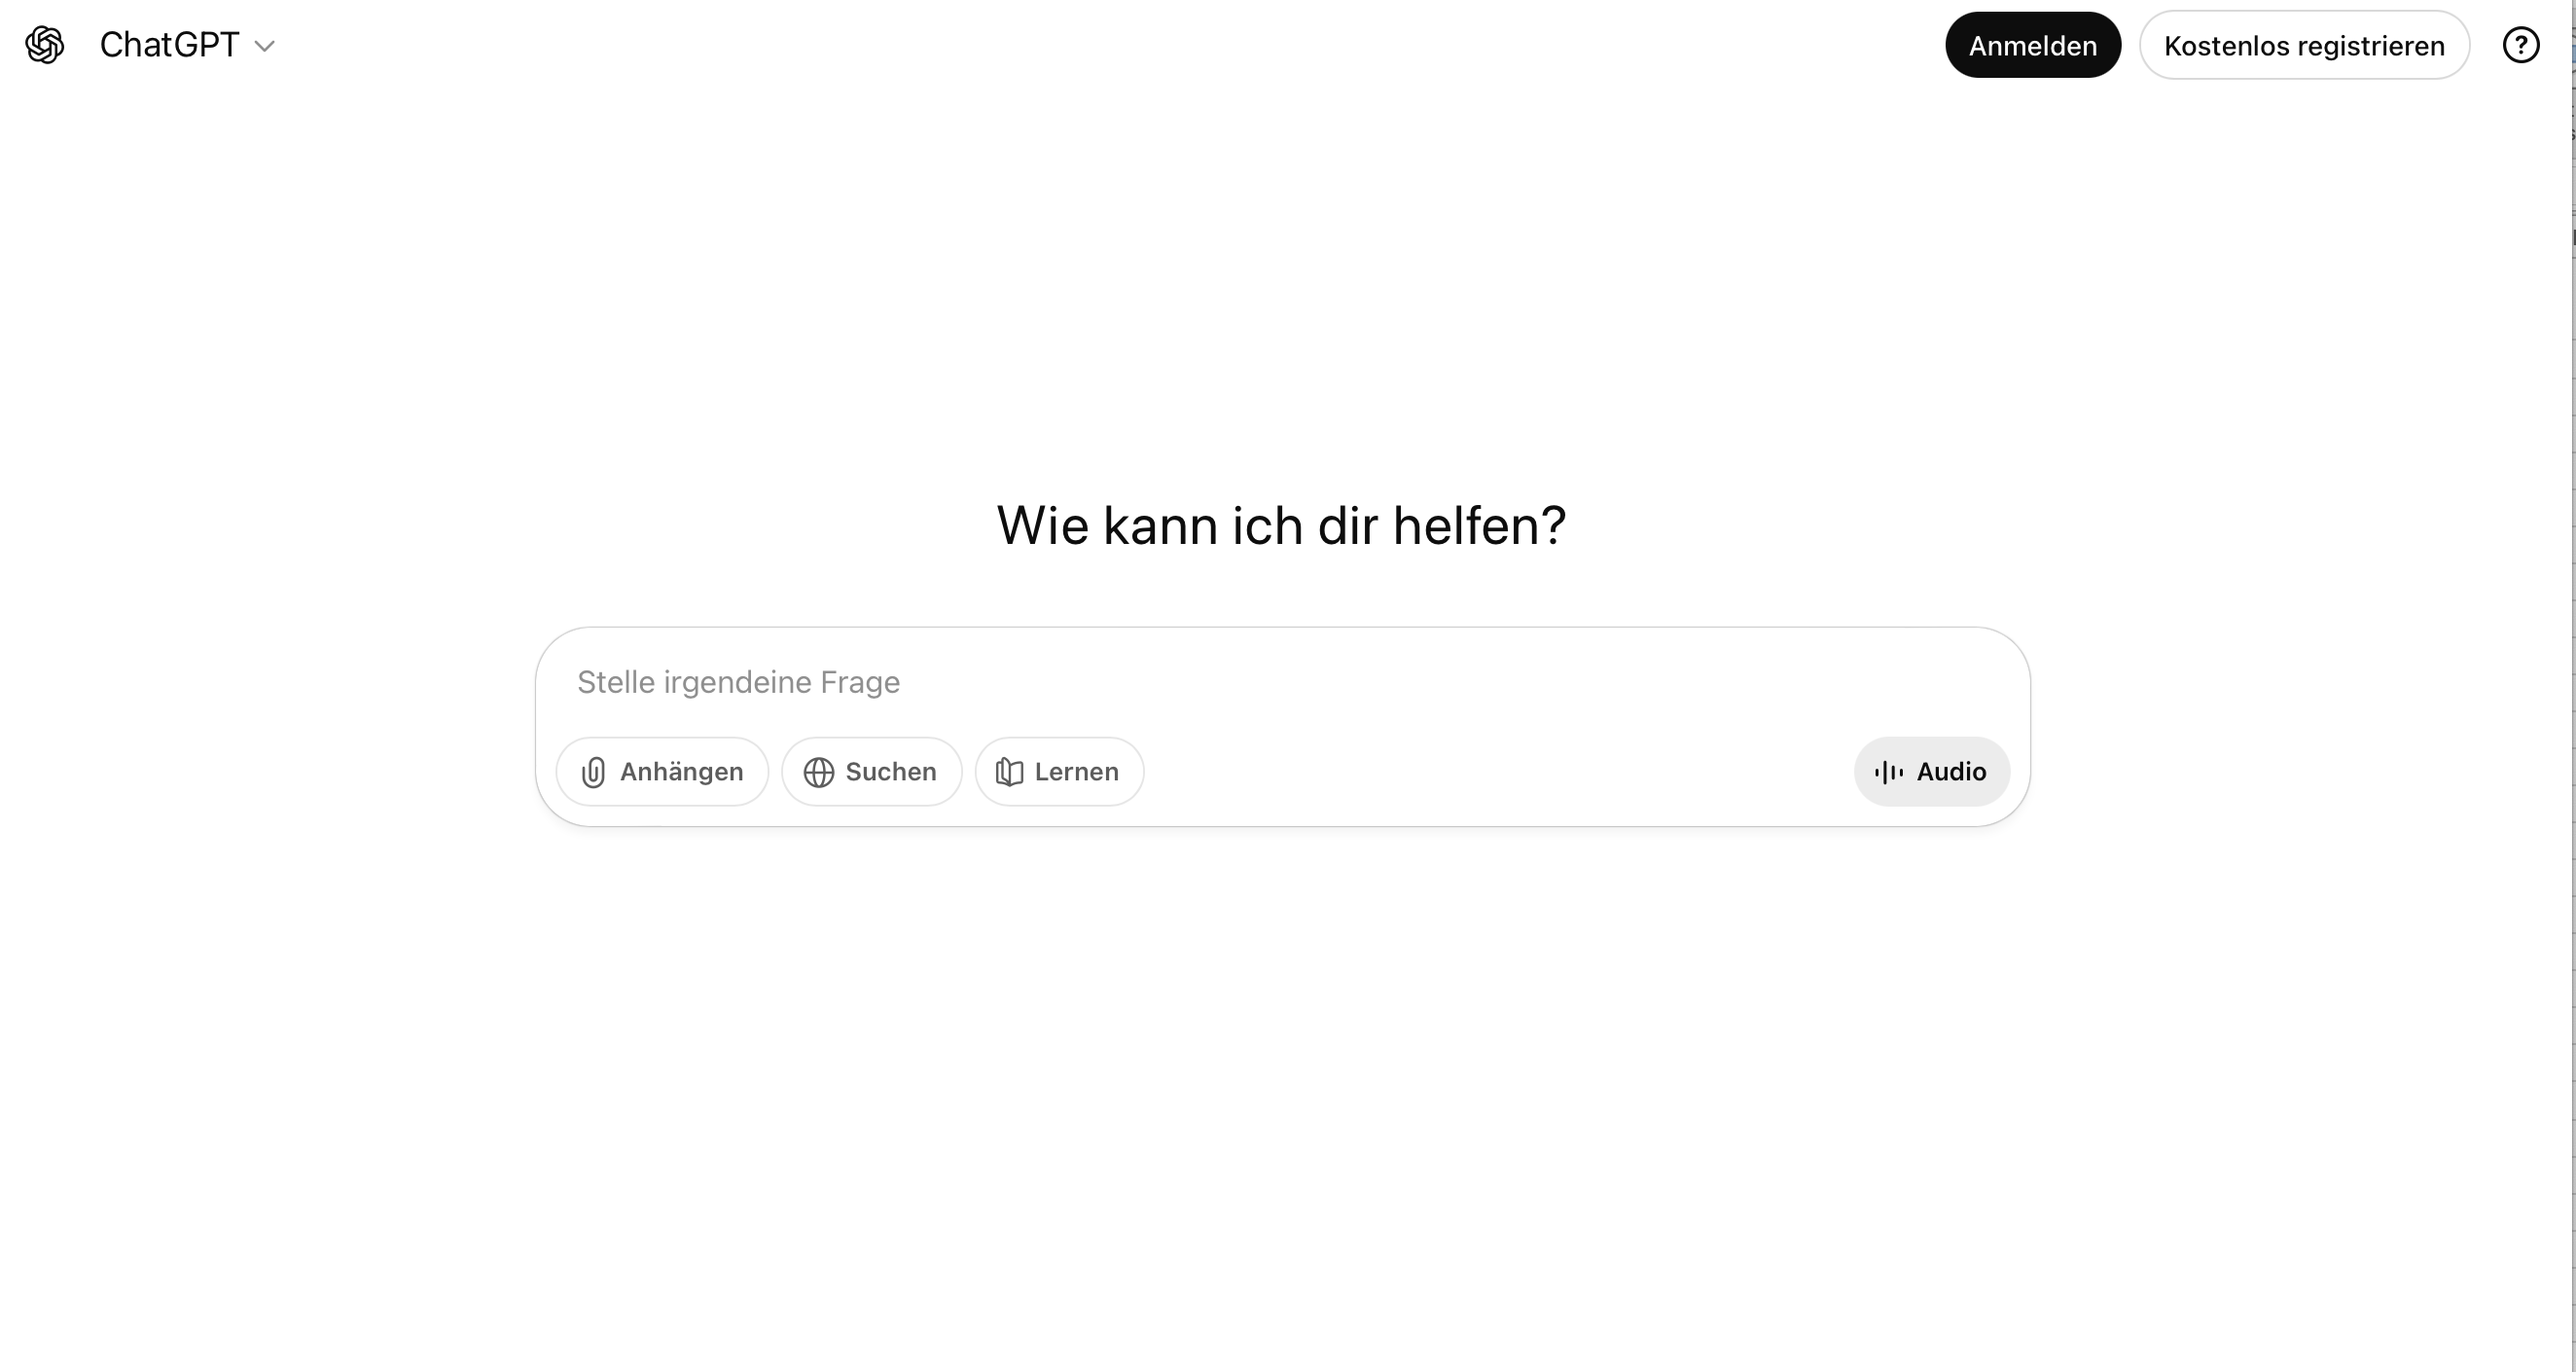 ChatGPT
Anmelden
Kostenlos registrieren
?
Wie kann ich dir helfen?
Stelle irgendeine Frage
Anhängen
Suchen
Lernen
Audio